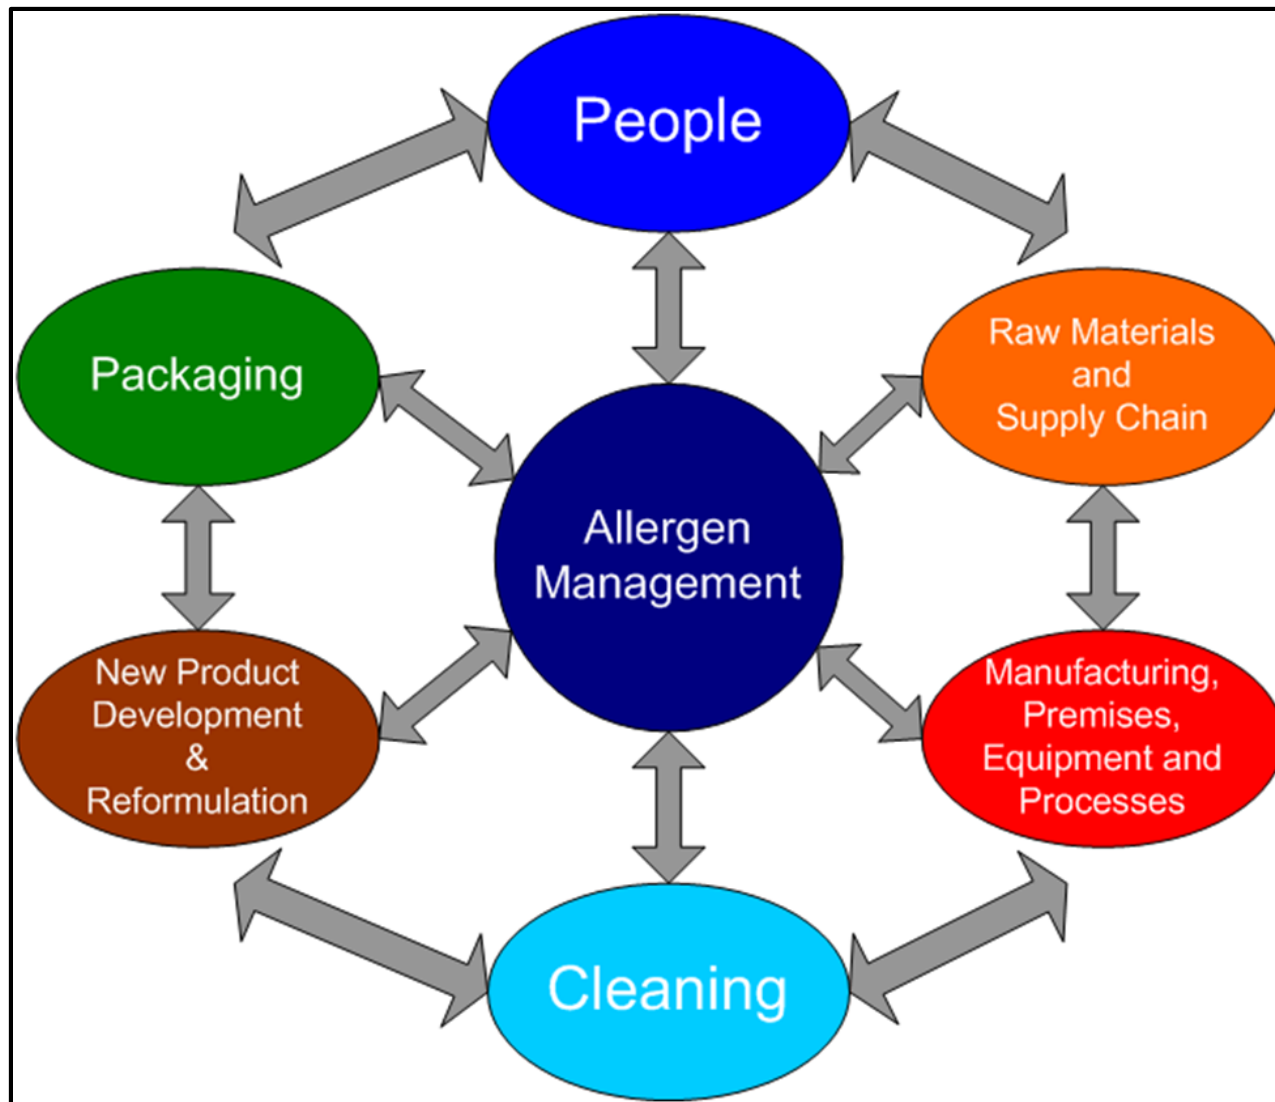 People
Packaging
Raw Materials
and
Supply Chain
Allergen
Management
New Product
Development
&
Reformulation
Manufacturing,
Premises,
Equipment and
Processes
Cleaning